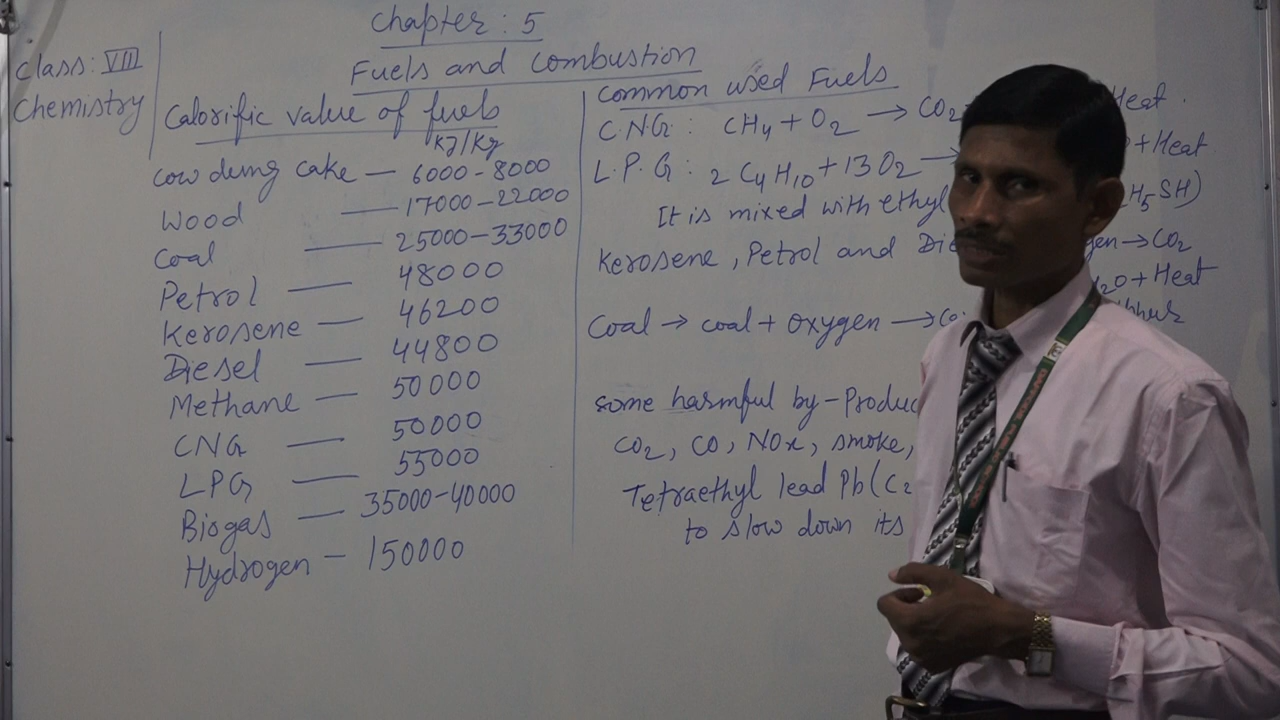 Chapter : 5
Class: VIII
Chemistry
Fuels and Combustion
Calorific value of fuels
KJ/Kg
Cow dung cake — 6000-8000
Wood — 17000-22000
Coal — 25000-33000
Petrol — 48000
Kerosene — 46200
Diesel — 44800
Methane — 50000
CNG — 50000
LPG — 55000
Biogas — 35000-40000
Hydrogen — 150000
Common used Fuels
CNG: CH4 + O2 → CO2 Heat.
L.P.G: 2 C4H10 + 13O2 → + Heat
It is mixed with ethyl H5SH)
Kerosene, Petrol and Die gen → CO2
2O + Heat
Coal → coal + oxygen →
some harmful by-Produc
CO2, CO, NOx, smoke,
Tetraethyl lead Pb(C2
to slow down its